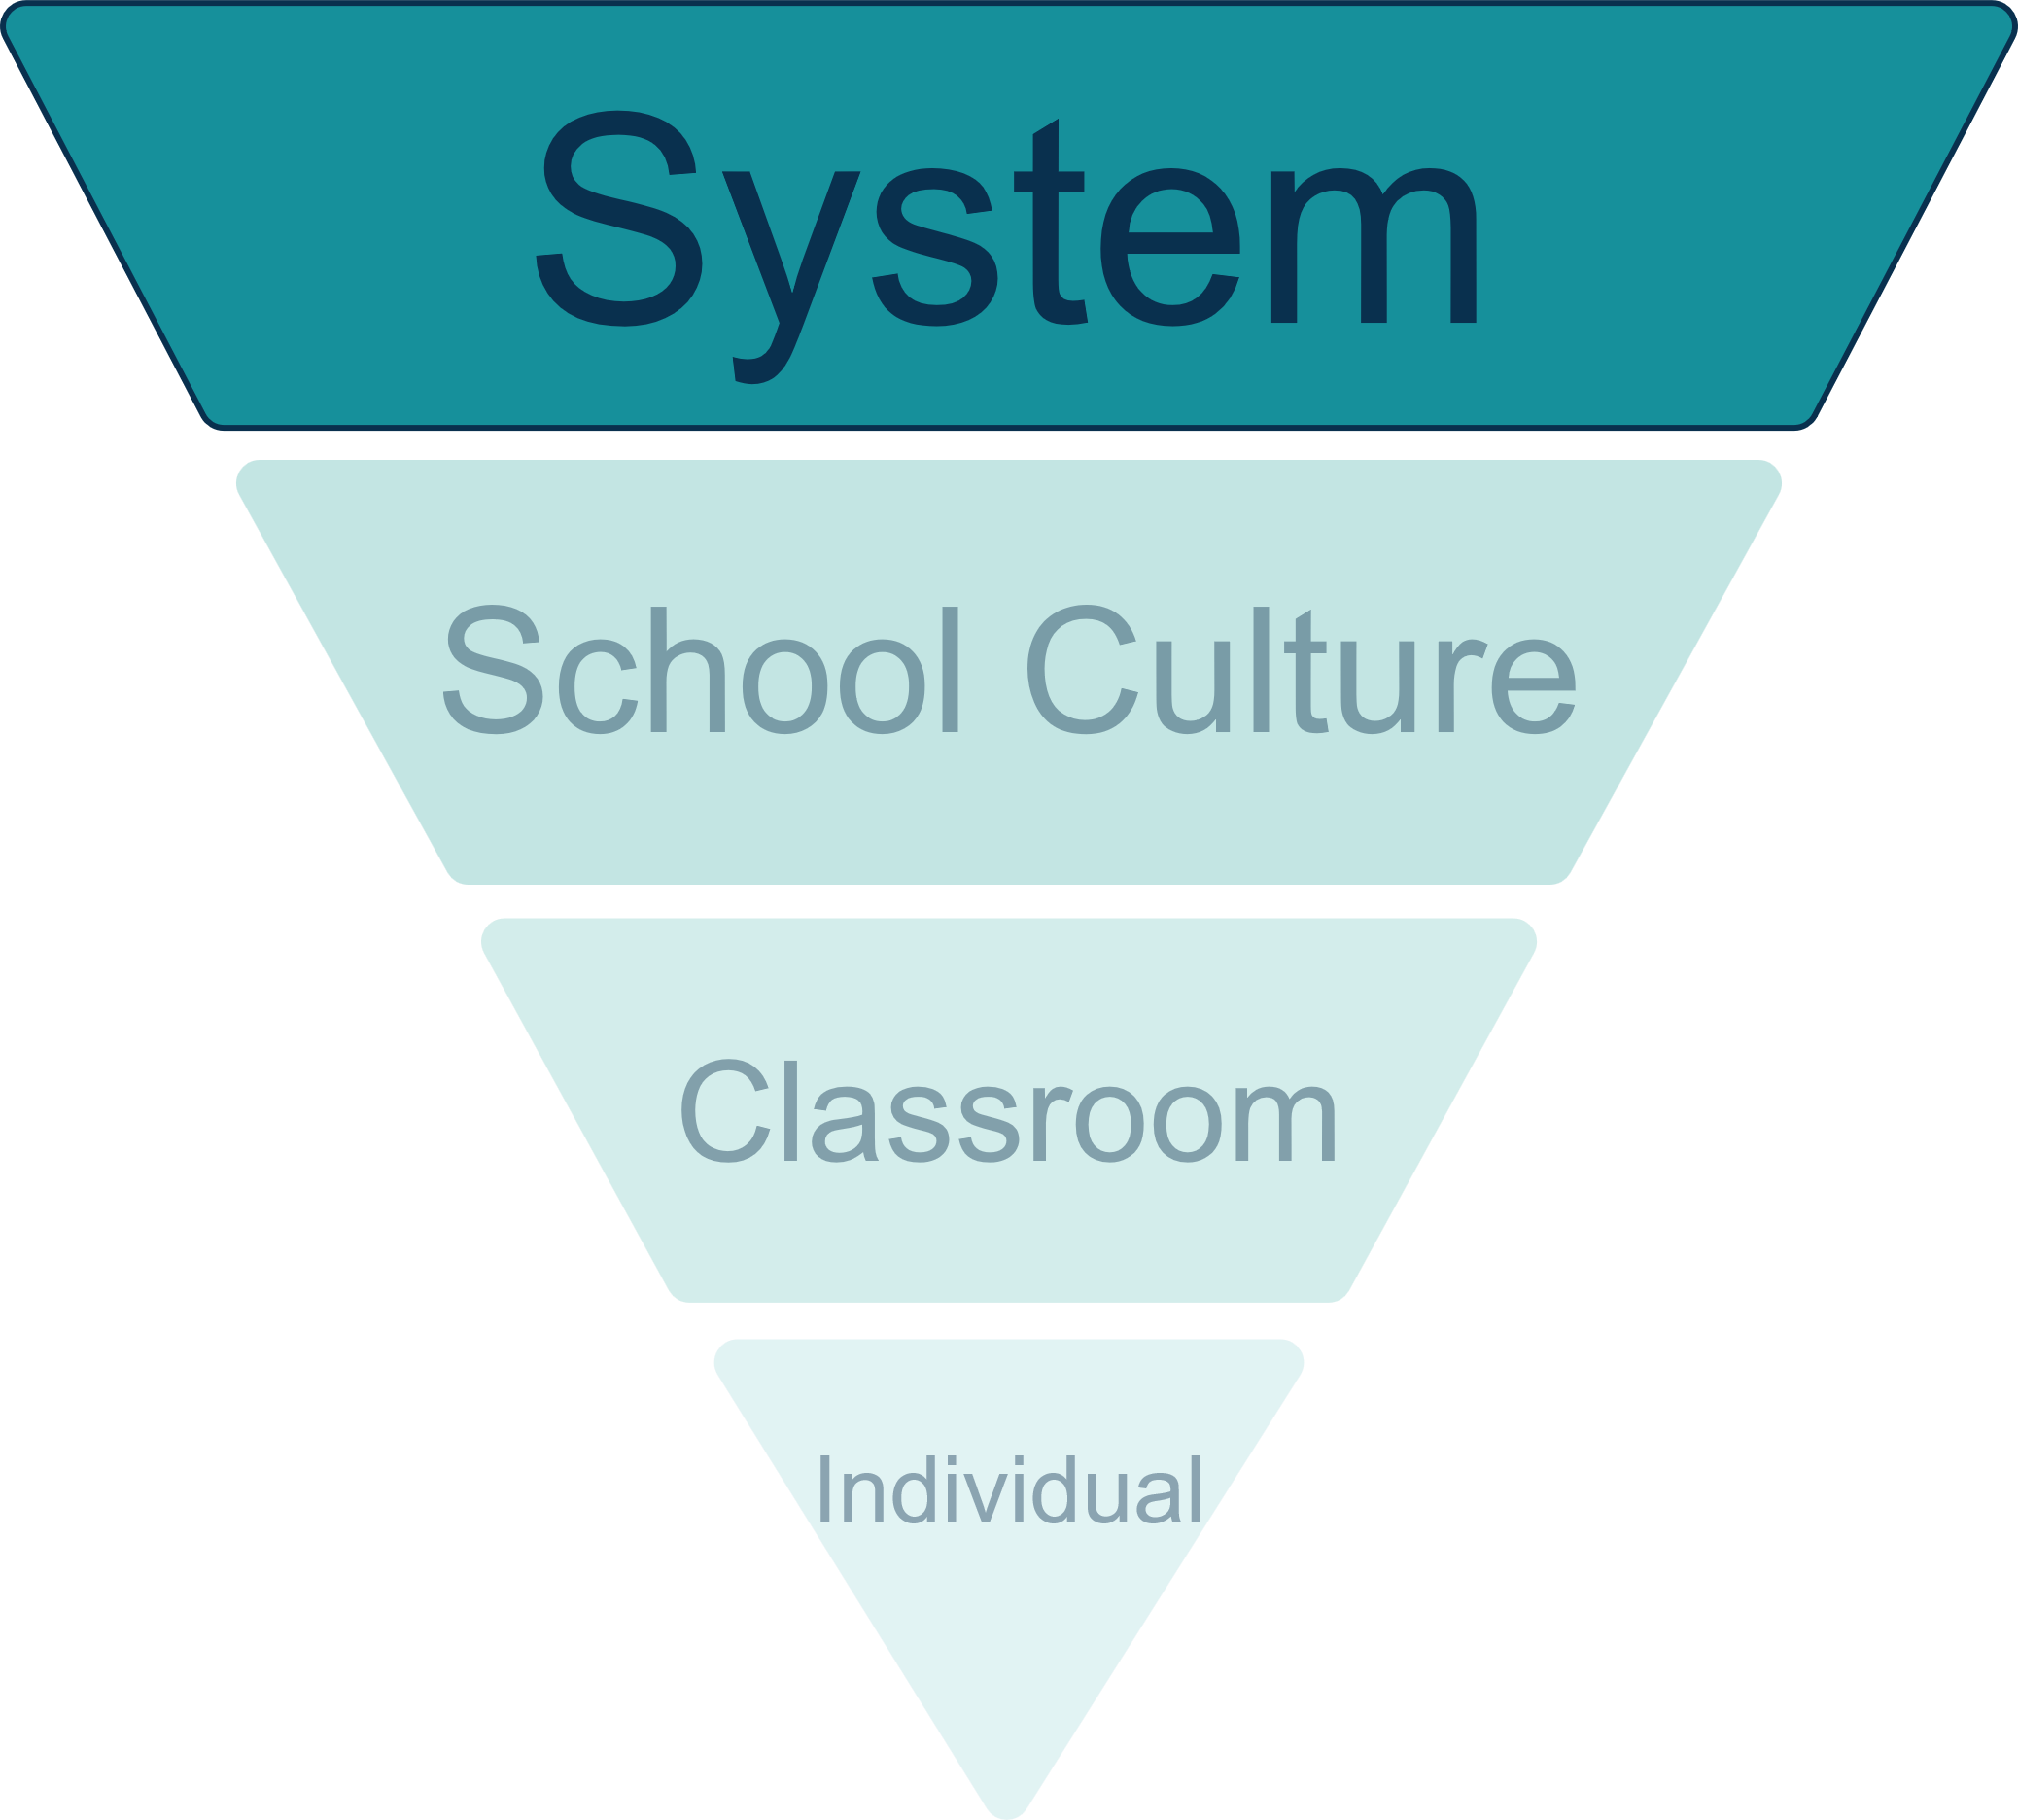 System
School Culture
Classroom
Individual